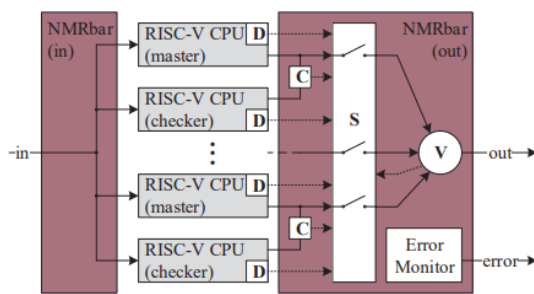 NMRbar
(in)
RISC-V CPU
(master)
D
C
RISC-V CPU
(checker)
D
NMRbar
(out)
S
in
V
out
RISC-V CPU
(master)
D
C
RISC-V CPU
(checker)
D
Error
Monitor
error